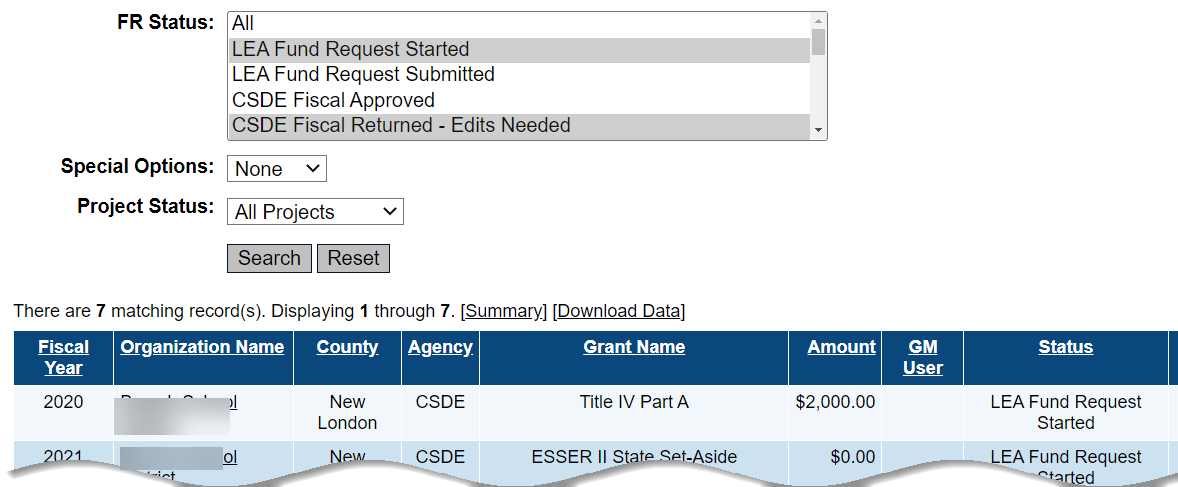 FR Status:
All
LEA Fund Request Started
LEA Fund Request Submitted
CSDE Fiscal Approved
CSDE Fiscal Returned - Edits Needed
Special Options: None
Project Status: All Projects
Search Reset
There are 7 matching record(s). Displaying 1 through 7. [Summary] [Download Data]
Fiscal Year Organization Name County Agency Grant Name Amount GM User Status
2020 New London CSDE Title IV Part A $2,000.00 LEA Fund Request Started
2021 New CSDE ESSER II State Set-Aside $0.00 LEA Fund Request Started